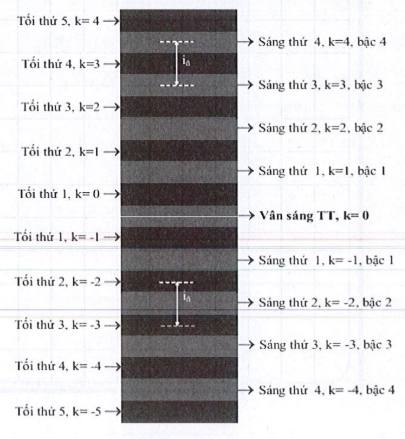 Tối thứ 5, k= 4
Sáng thứ 4, k=4, bậc 4
i_a
Tối thứ 4, k=3
Sáng thứ 3, k=3, bậc 3
Tối thứ 3, k=2
Sáng thứ 2, k=2, bậc 2
Tối thứ 2, k=1
Sáng thứ 1, k=1, bậc 1
Tối thứ 1, k= 0
Vân sáng TT, k= 0
Tối thứ 1, k= -1
Sáng thứ 1, k= -1, bậc 1
Tối thứ 2, k= -2
i_a
Sáng thứ 2, k= -2, bậc 2
Tối thứ 3, k= -3
Sáng thứ 3, k= -3, bậc 3
Tối thứ 4, k= -4
Sáng thứ 4, k= -4, bậc 4
Tối thứ 5, k= -5